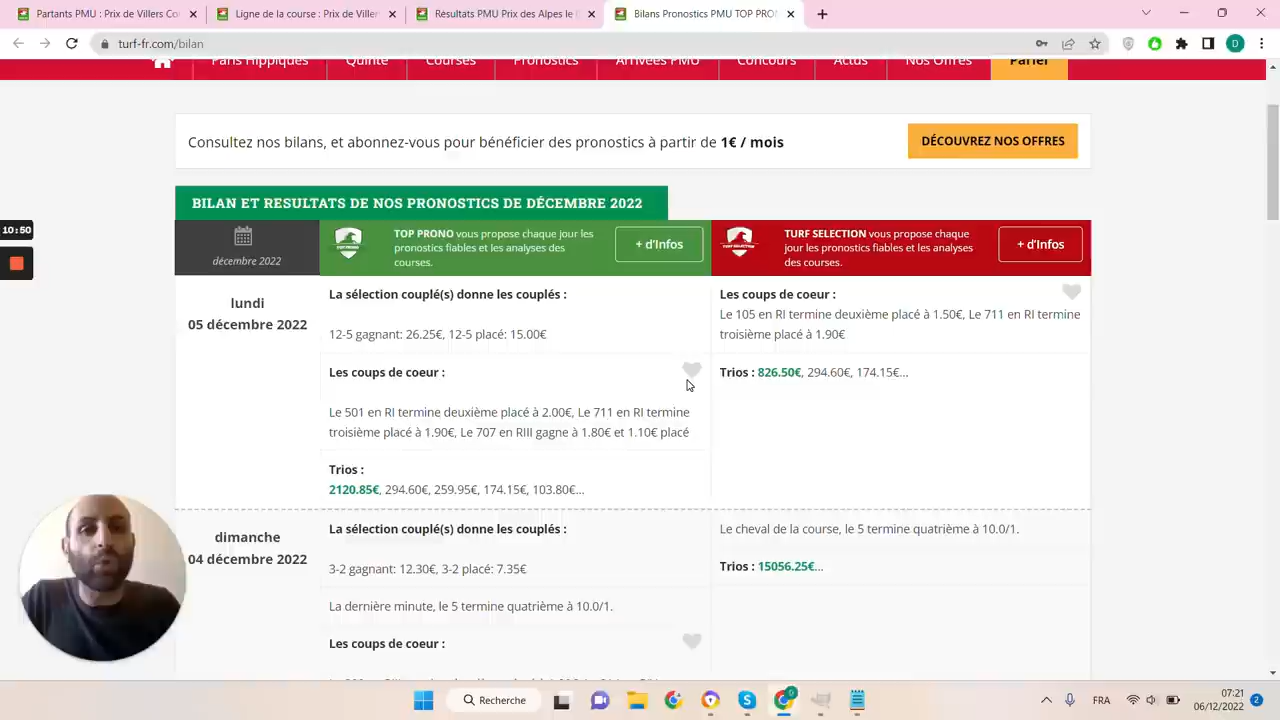 Partants PMU : Prix de Villers Co
Ligne de la course : Prix de Viller
Résultats PMU Prix des Alpes le
Bilans Pronostics PMU TOP PRO
turf-fr.com/bilan
D
Paris Hippiques
Quinté
Courses
Pronostics
Arrivées PMU
Concours
Actus
Nos Offres
Parier
Consultez nos bilans, et abonnez-vous pour bénéficier des pronostics à partir de 1€ / mois
DÉCOUVREZ NOS OFFRES
10:50
BILAN ET RESULTATS DE NOS PRONOSTICS DE DÉCEMBRE 2022
décembre 2022
TOP PRONO vous propose chaque jour les
pronostics fiables et les analyses des
courses.
+ d'Infos
TURF SELECTION vous propose chaque
jour les pronostics fiables et les analyses
des courses.
+ d'Infos
lundi
05 décembre 2022
La sélection couplé(s) donne les couplés :
12-5 gagnant: 26.25€, 12-5 placé: 15.00€
Les coups de coeur :
Le 501 en RI termine deuxième placé à 2.00€, Le 711 en RI termine
troisième placé à 1.90€, Le 707 en RIII gagne à 1.80€ et 1.10€ placé
Trios :
2120.85€, 294.60€, 259.95€, 174.15€, 103.80€...
Les coups de coeur :
Le 105 en RI termine deuxième placé à 1.50€, Le 711 en RI termine
troisième placé à 1.90€
Trios : 826.50€, 294.60€, 174.15€...
dimanche
04 décembre 2022
La sélection couplé(s) donne les couplés :
3-2 gagnant: 12.30€, 3-2 placé: 7.35€
La dernière minute, le 5 termine quatrième à 10.0/1.
Les coups de coeur :
Le cheval de la course, le 5 termine quatrième à 10.0/1.
Trios : 15056.25€...
Recherche
FRA
07:21
06/12/2022
2